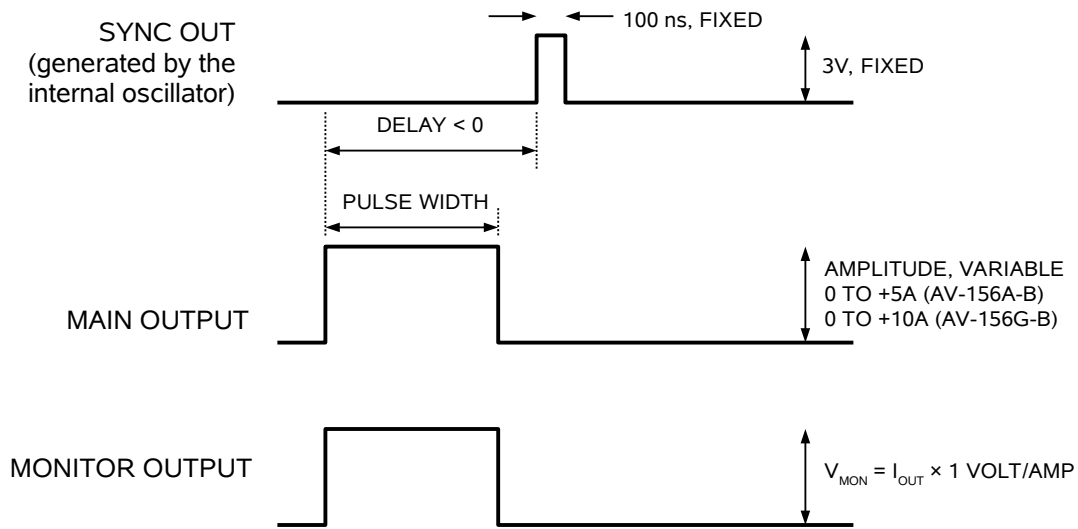 100 ns, FIXED
SYNC OUT
(generated by the
internal oscillator)
3V, FIXED
DELAY < 0
PULSE WIDTH
AMPLITUDE, VARIABLE
0 TO +5A (AV-156A-B)
0 TO +10A (AV-156G-B)
MAIN OUTPUT
MONITOR OUTPUT
V_MON = I_OUT × 1 VOLT/AMP